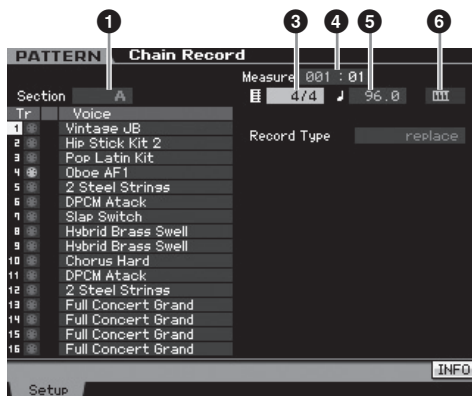 1 3 4 5 6
PATTERN Chain Record
Measure 001 : 01
Section A 4/4 ♩ 96.0
Tr Voice
1 Vintage JB
2 Hip Stick Kit 2
Record Type replace
3 Pop Latin Kit
4 Oboe AF1
5 2 Steel Strings
6 DPCM Atack
7 Slap Switch
8 Hybrid Brass Swell
9 Hybrid Brass Swell
10 Chorus Hard
11 DPCM Atack
12 2 Steel Strings
13 Full Concert Grand
14 Full Concert Grand
15 Full Concert Grand
16 Full Concert Grand
INFO
Setup